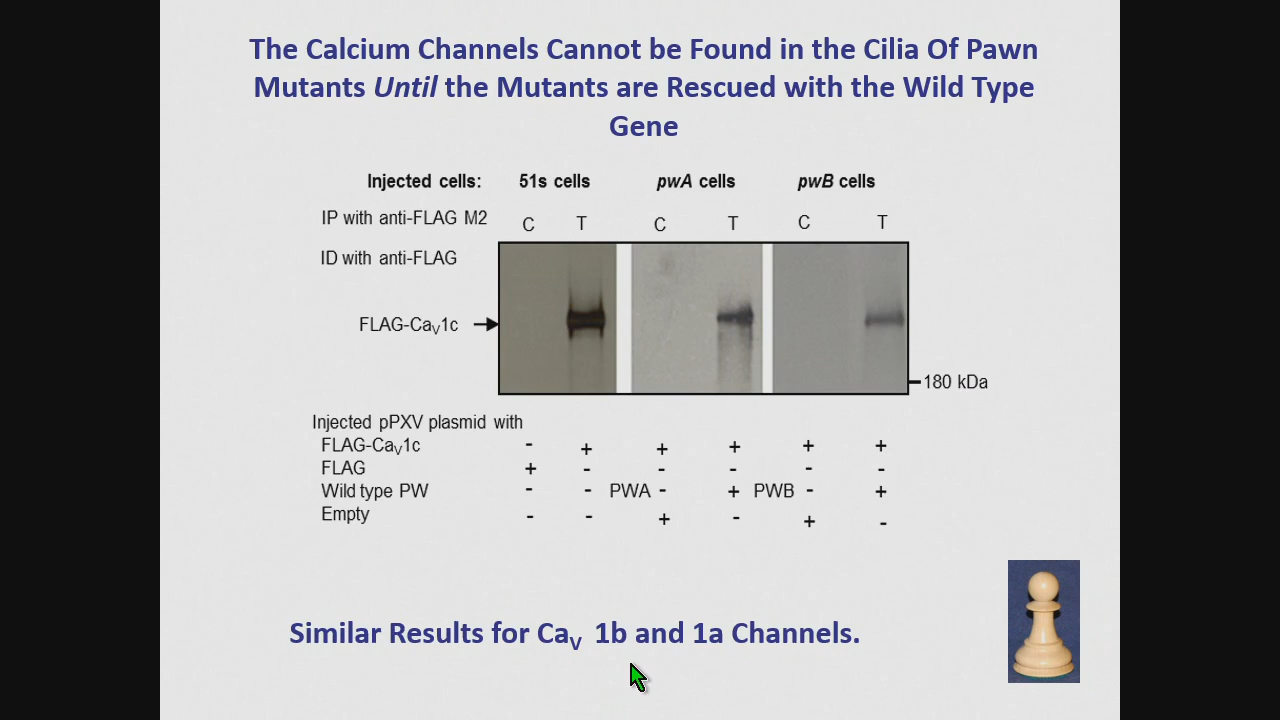 The Calcium Channels Cannot be Found in the Cilia Of Pawn
Mutants Until the Mutants are Rescued with the Wild Type
Gene
Injected cells: 51s cells pwA cells pwB cells
IP with anti-FLAG M2 C T C T C T
ID with anti-FLAG
FLAG-CaV1c
180 kDa
Injected pPXV plasmid with
FLAG-CaV1c - + + + + +
FLAG + - - - - -
Wild type PW - - PWA - + PWB - +
Empty - - + - + -
Similar Results for CaV 1b and 1a Channels.